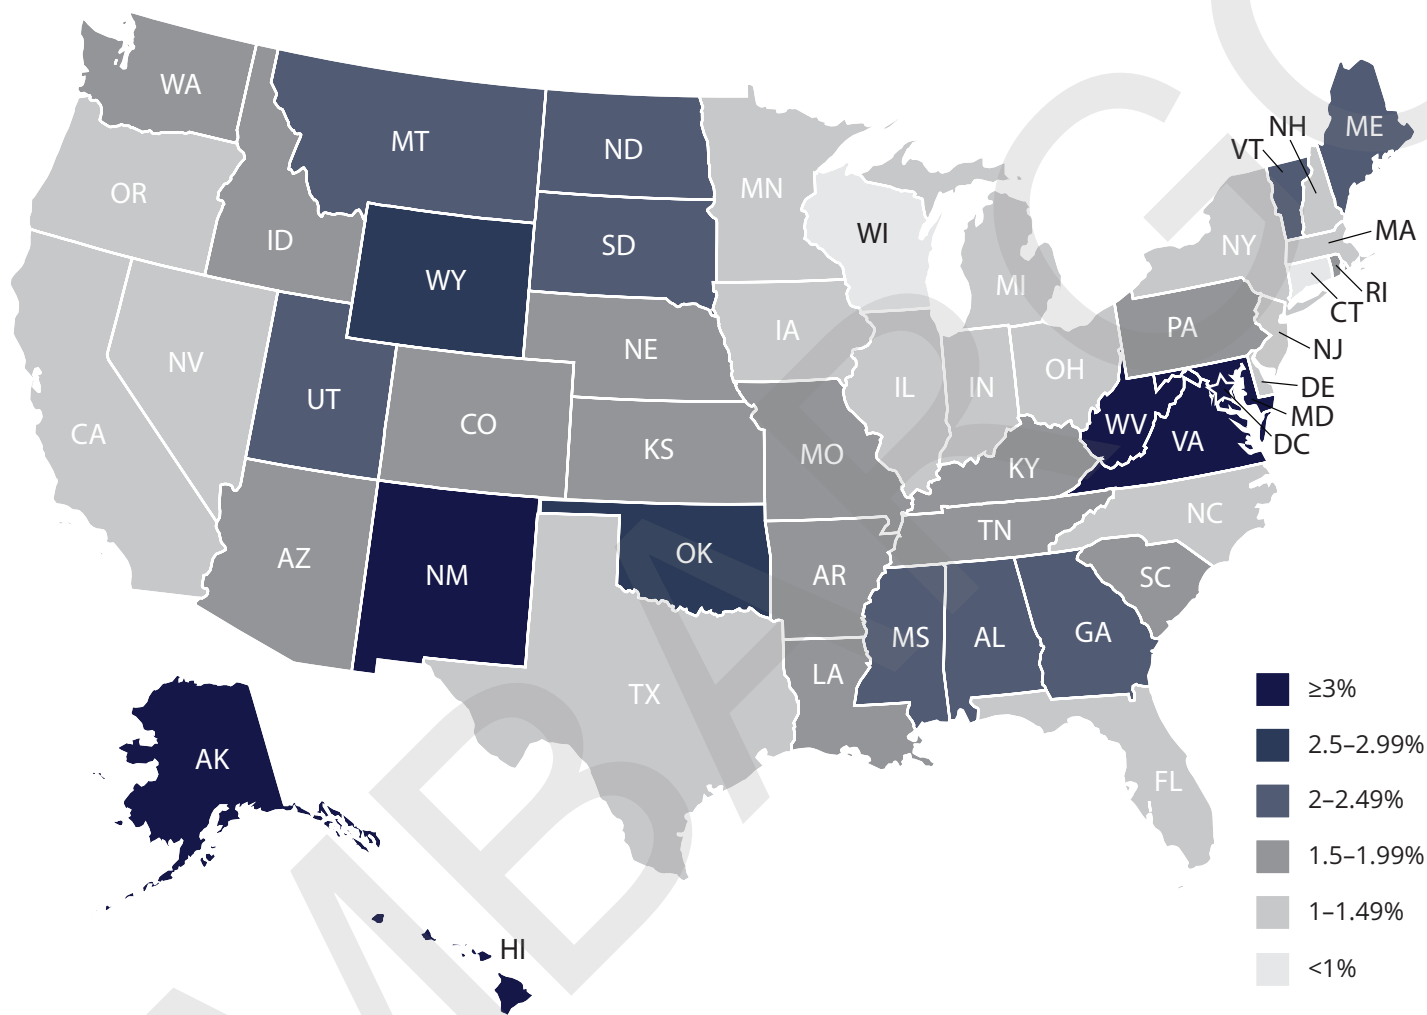 WA
MT
ND
MN
OR
ID
SD
WI
WY
NH
VT
ME
NY
MA
RI
CT
MI
IA
NE
PA
NJ
NV
UT
CO
IL
IN
OH
DE
MD
DC
CA
KS
MO
KY
WV
VA
AZ
NM
OK
AR
TN
NC
SC
MS
AL
GA
TX
LA
FL
AK
HI
≥3%
2.5–2.99%
2–2.49%
1.5–1.99%
1–1.49%
<1%